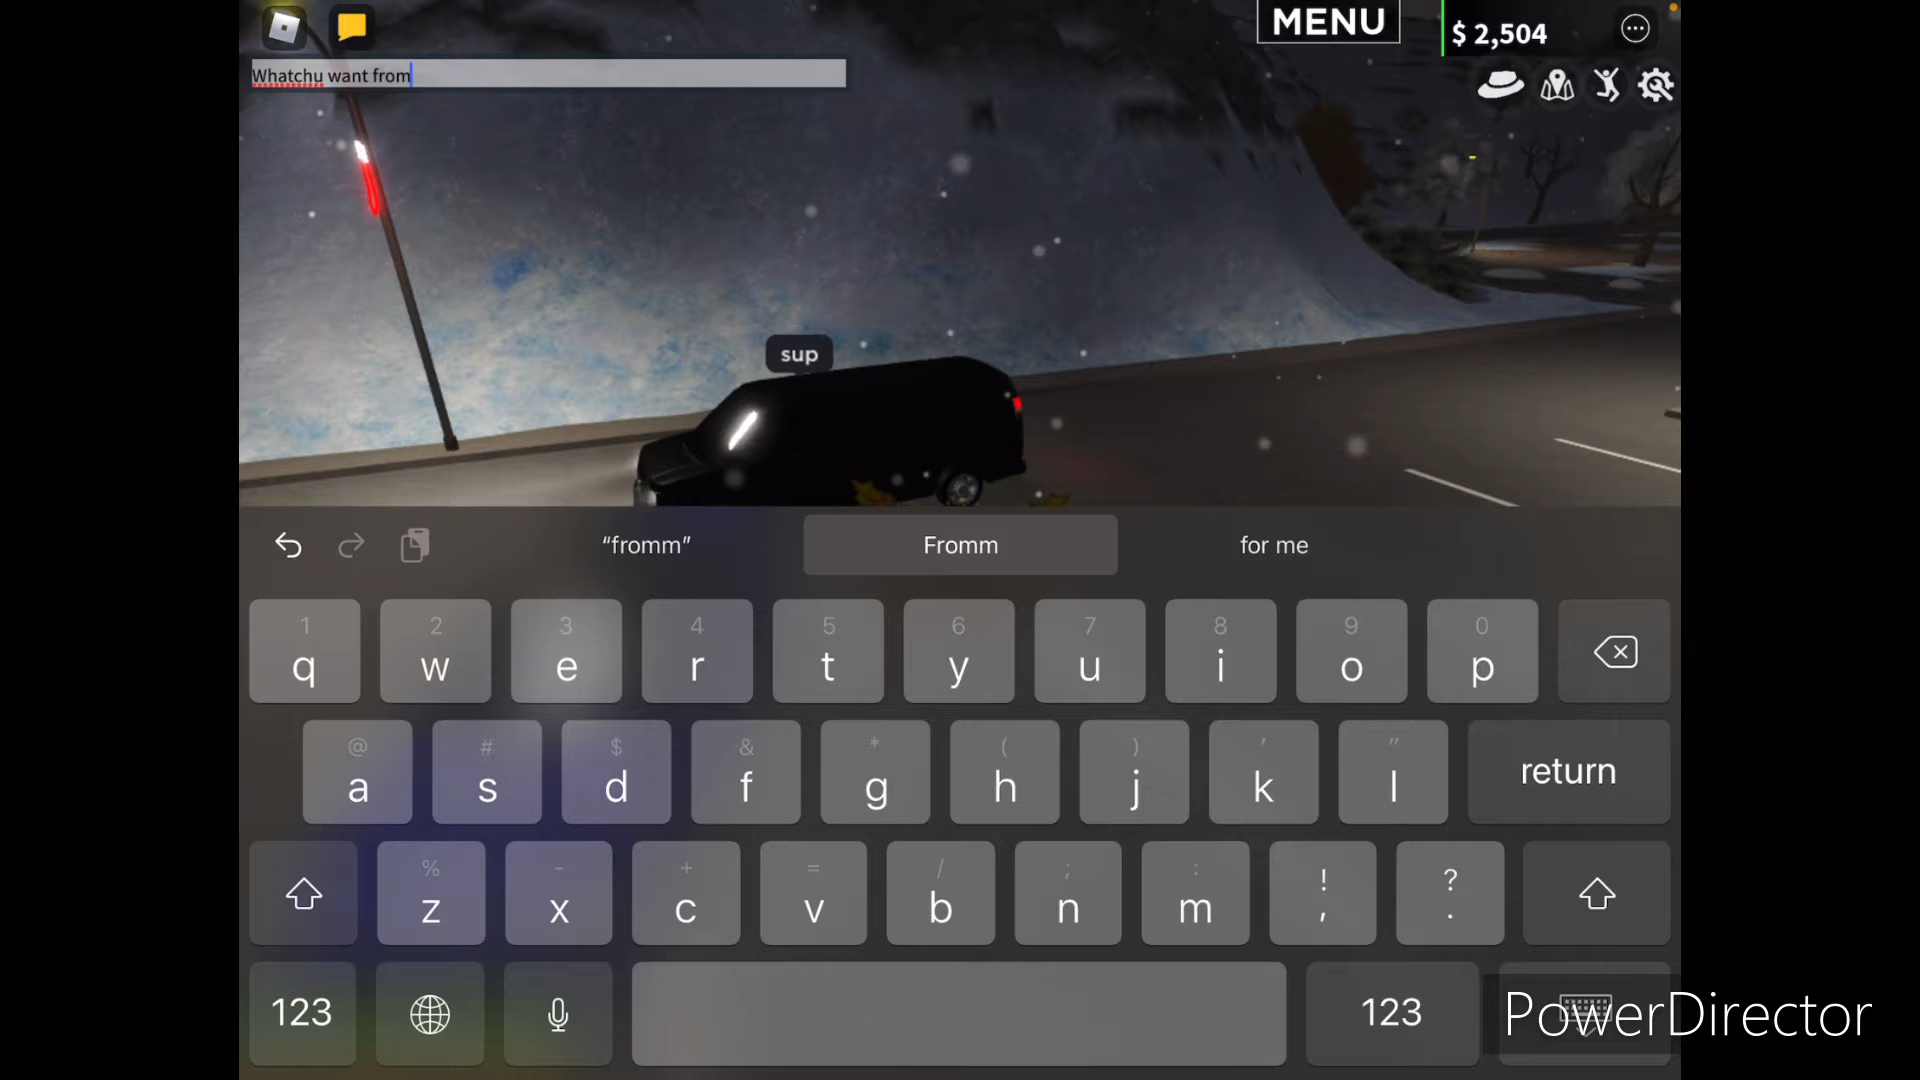 MENU
$ 2,504
Whatchu want from
sup
“fromm”
Fromm
for me
1 2 3 4 5 6 7 8 9 0
q w e r t y u i o p
@ # $ & * ( ) ' "
a s d f g h j k l return
% - + = / ; : ! ?
z x c v b n m , .
123 123
PowerDirector